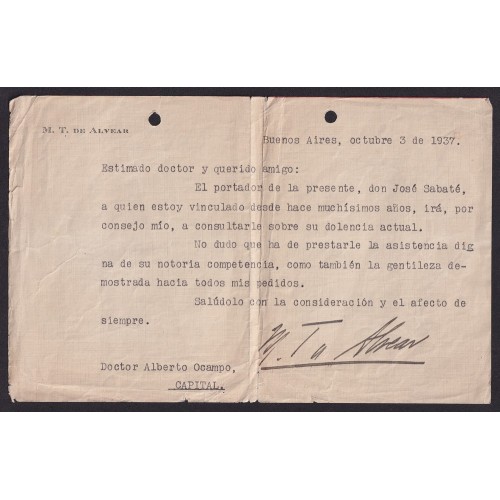 M. T. DE ALVEAR
Buenos Aires, octubre 3 de 1937.
Estimado doctor y querido amigo:
El portador de la presente, don José Sabaté,
a quien estoy vinculado desde hace muchísimos años, irá, por
consejo mío, a consultarle sobre su dolencia actual.
No dudo que ha de prestarle la asistencia dig
na de su notoria competencia, como también la gentileza de-
mostrada hacia todos mis pedidos.
Salúdolo con la consideración y el afecto de
siempre.
M. T. de Alvear
Doctor Alberto Ocampo,
CAPITAL.